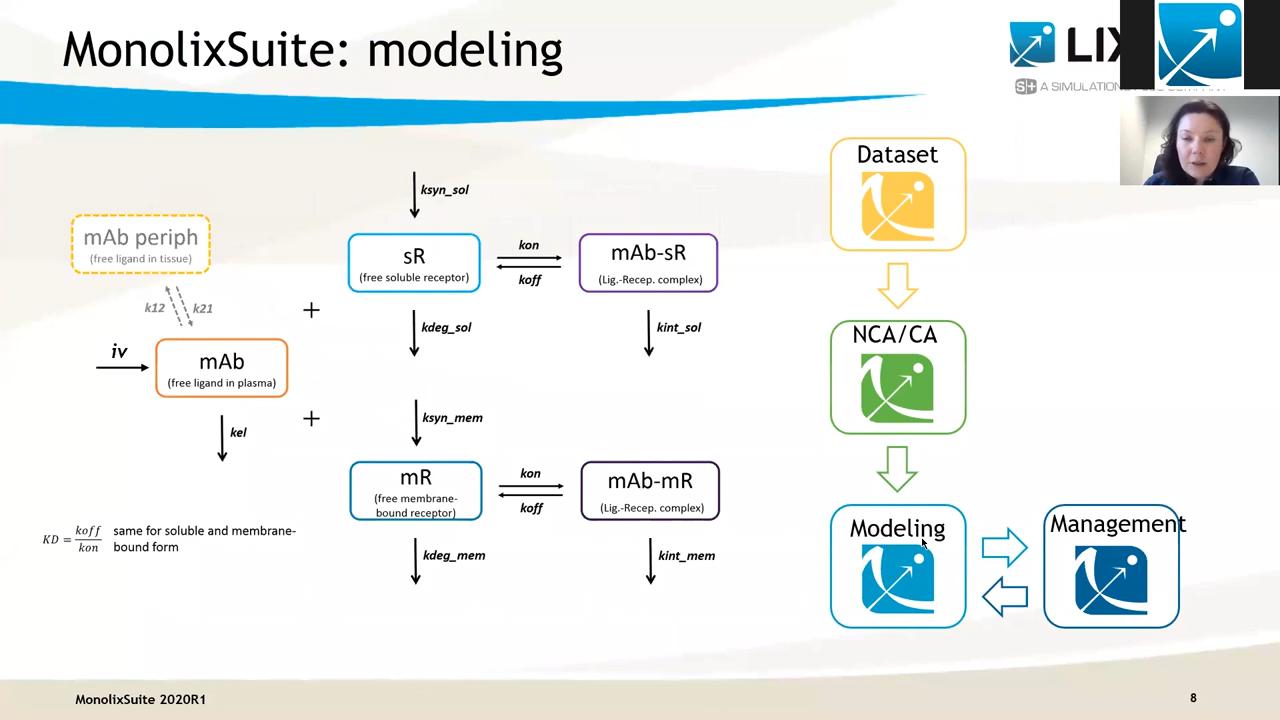 MonolixSuite: modeling
LIX
S+ A SIMULATION
mAb periph
(free ligand in tissue)
k12
k21
iv
mAb
(free ligand in plasma)
kel
KD = koff
kon
same for soluble and membrane-
bound form
+
+
ksyn_sol
sR
(free soluble receptor)
kon
koff
mAb-sR
(Lig.-Recep. complex)
kdeg_sol
kint_sol
ksyn_mem
mR
(free membrane-
bound receptor)
kon
koff
mAb-mR
(Lig.-Recep. complex)
kdeg_mem
kint_mem
Dataset
NCA/CA
Modeling
Management
MonolixSuite 2020R1
8